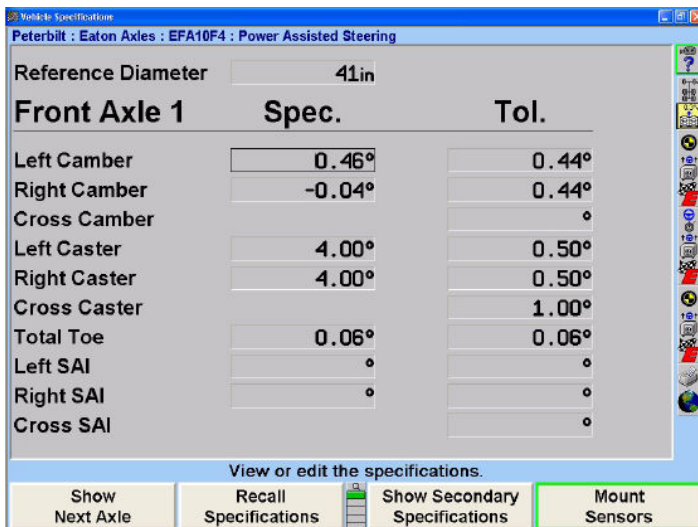 Vehicle Specifications
Peterbilt : Eaton Axles : EFA10F4 : Power Assisted Steering
Reference Diameter 41in
Front Axle 1 Spec. Tol.
Left Camber 0.46° 0.44°
Right Camber -0.04° 0.44°
Cross Camber °
Left Caster 4.00° 0.50°
Right Caster 4.00° 0.50°
Cross Caster 1.00°
Total Toe 0.06° 0.06°
Left SAI ° °
Right SAI ° °
Cross SAI °
View or edit the specifications.
Show Next Axle
Recall Specifications
Show Secondary Specifications
Mount Sensors